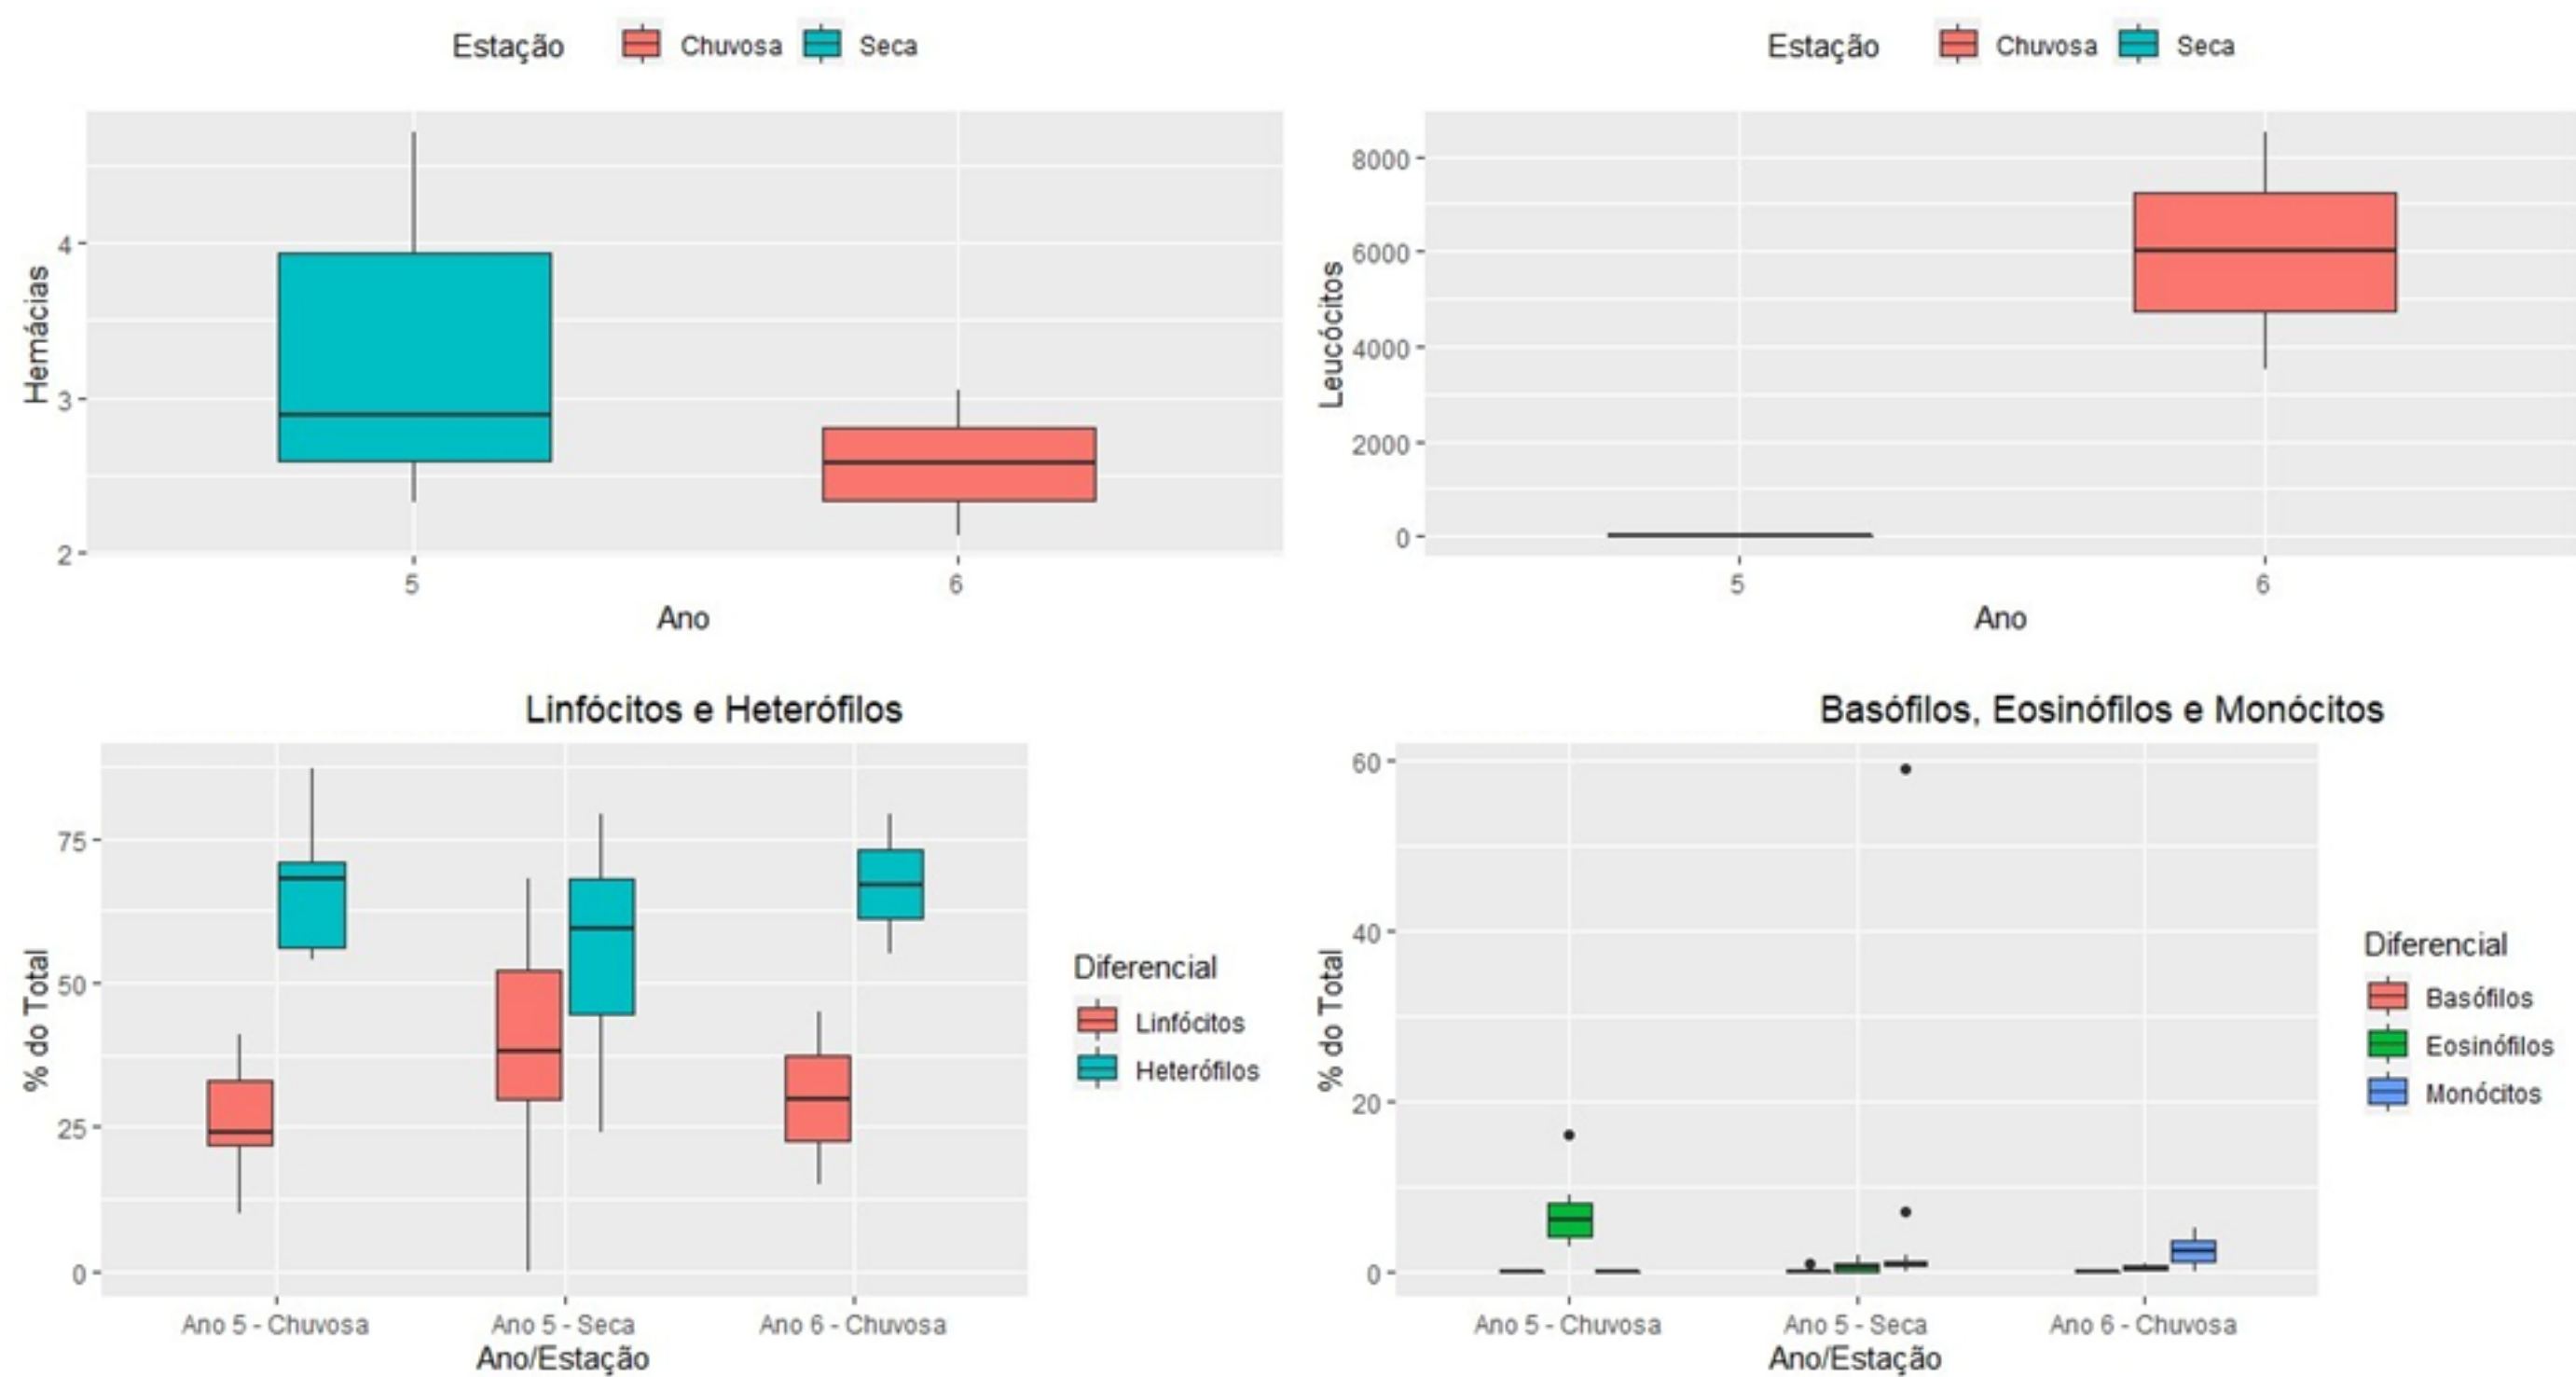 Estação Chuvosa Seca
4
3
2
Hemácias
5 6
Ano
Estação Chuvosa Seca
8000
6000
4000
2000
0
Leucócitos
5 6
Ano
Linfócitos e Heterófilos
75
50
25
0
% do Total
Ano 5 - Chuvosa Ano 5 - Seca Ano 6 - Chuvosa
Ano/Estação
Diferencial
Linfócitos
Heterófilos
Basófilos, Eosinófilos e Monócitos
60
40
20
0
% do Total
Ano 5 - Chuvosa Ano 5 - Seca Ano 6 - Chuvosa
Ano/Estação
Diferencial
Basófilos
Eosinófilos
Monócitos